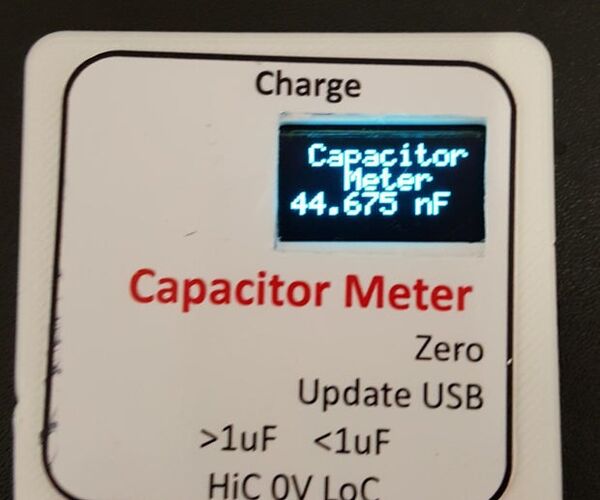 Charge
Capacitor
Meter
44.675 nF
Capacitor Meter
Zero
Update USB
>1uF <1uF
HiC 0V LoC